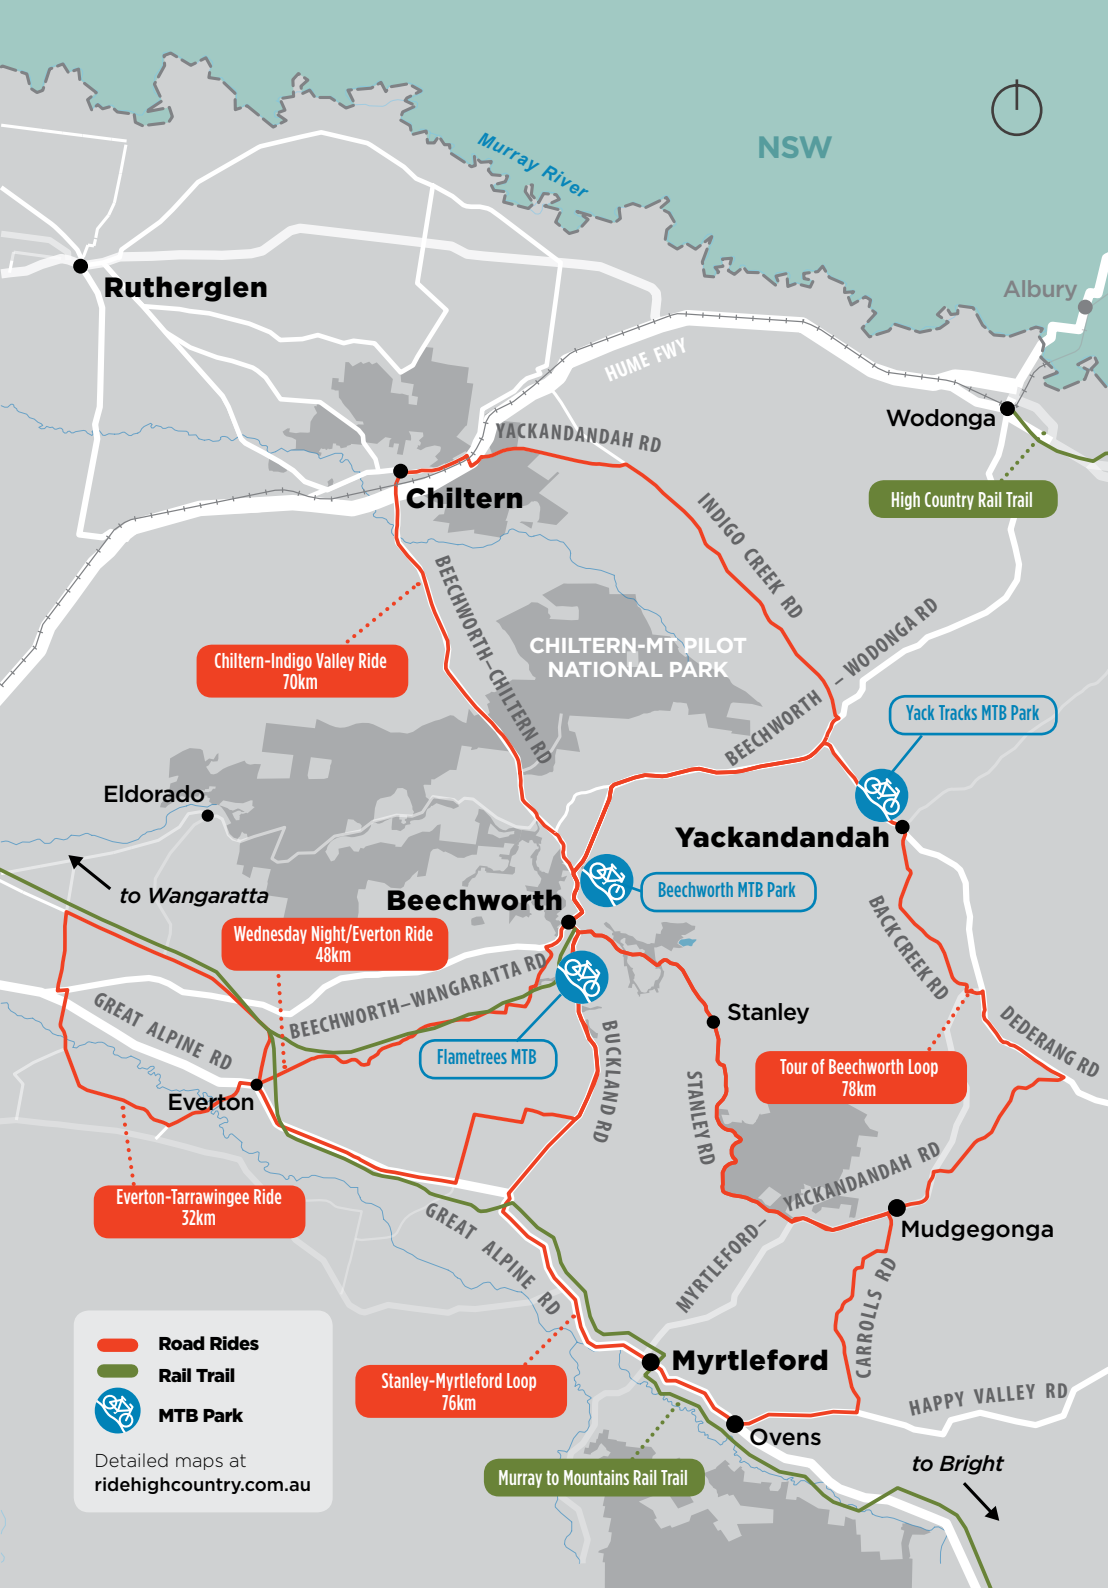 NSW
Murray River
Albury
Rutherglen
HUME FWY
Wodonga
YACKANDANDAH RD
High Country Rail Trail
Chiltern
INDIGO CREEK RD
BEECHWORTH–CHILTERN RD
CHILTERN-MT PILOT
NATIONAL PARK
BEECHWORTH – WODONGA RD
Chiltern-Indigo Valley Ride
70km
Yack Tracks MTB Park
Eldorado
Yackandandah
to Wangaratta
Beechworth
Beechworth MTB Park
Wednesday Night/Everton Ride
48km
BACK CREEK RD
BEECHWORTH–WANGARATTA RD
GREAT ALPINE RD
Stanley
DEDERANG RD
Flametrees MTB
BUCKLAND RD
Tour of Beechworth Loop
78km
Everton
STANLEY RD
Everton-Tarrawingee Ride
32km
MYRTLEFORD– YACKANDANDAH RD
GREAT ALPINE RD
Mudgegonga
CARROLLS RD
Road Rides
Rail Trail
MTB Park
Detailed maps at
ridehighcountry.com.au
Stanley-Myrtleford Loop
76km
Myrtleford
HAPPY VALLEY RD
Ovens
Murray to Mountains Rail Trail
to Bright